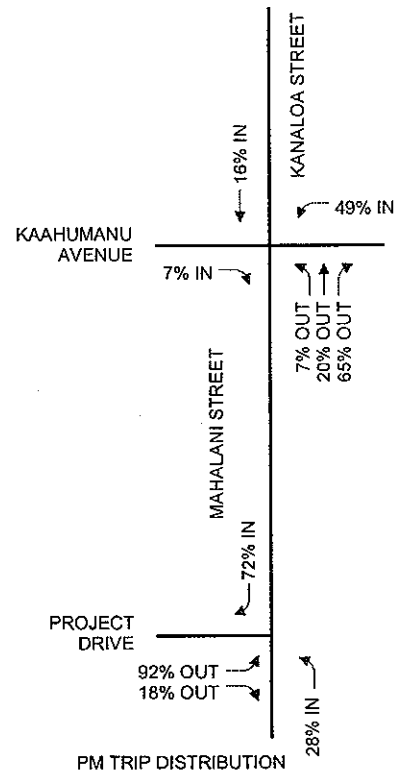 KANALOA STREET
16% IN
49% IN
KAAHUMANU
AVENUE
7% IN
7% OUT
20% OUT
65% OUT
MAHALANI STREET
72% IN
PROJECT
DRIVE
92% OUT
18% OUT
28% IN
PM TRIP DISTRIBUTION